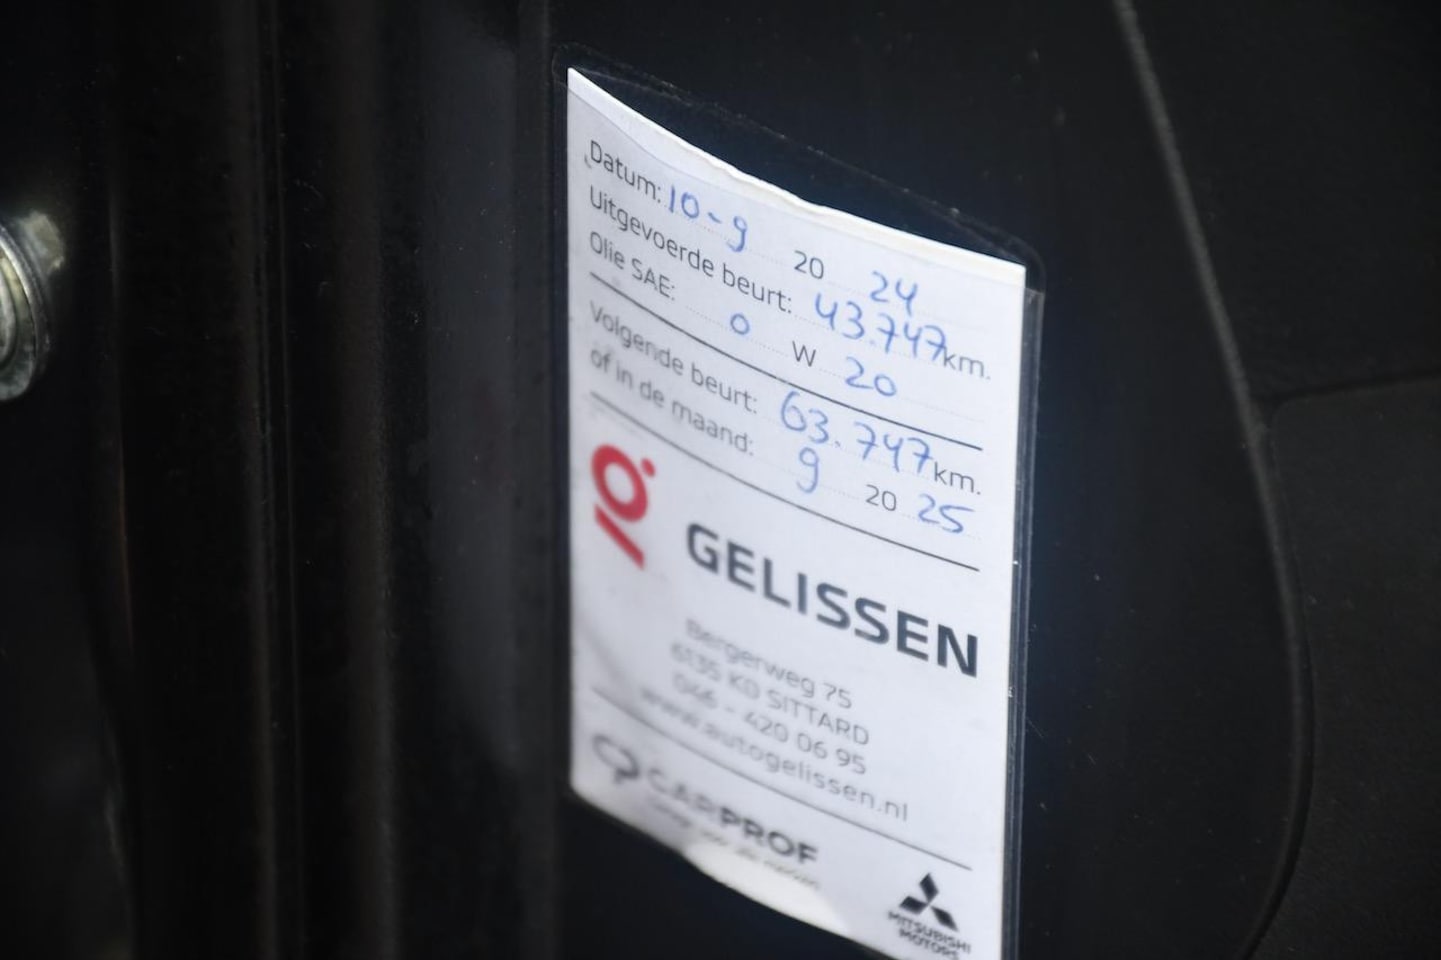 Datum: 10-9 20 24
Uitgevoerde beurt: 43.747 km.
Olie SAE: 0 W 20
Volgende beurt: 63.747 km.
of in de maand: 9 20 25
GELISSEN
Bergerweg 75
6135 KD SITTARD
046 - 420 06 95
www.autogelissen.nl
CARPROF
MITSUBISHI
MOTORS